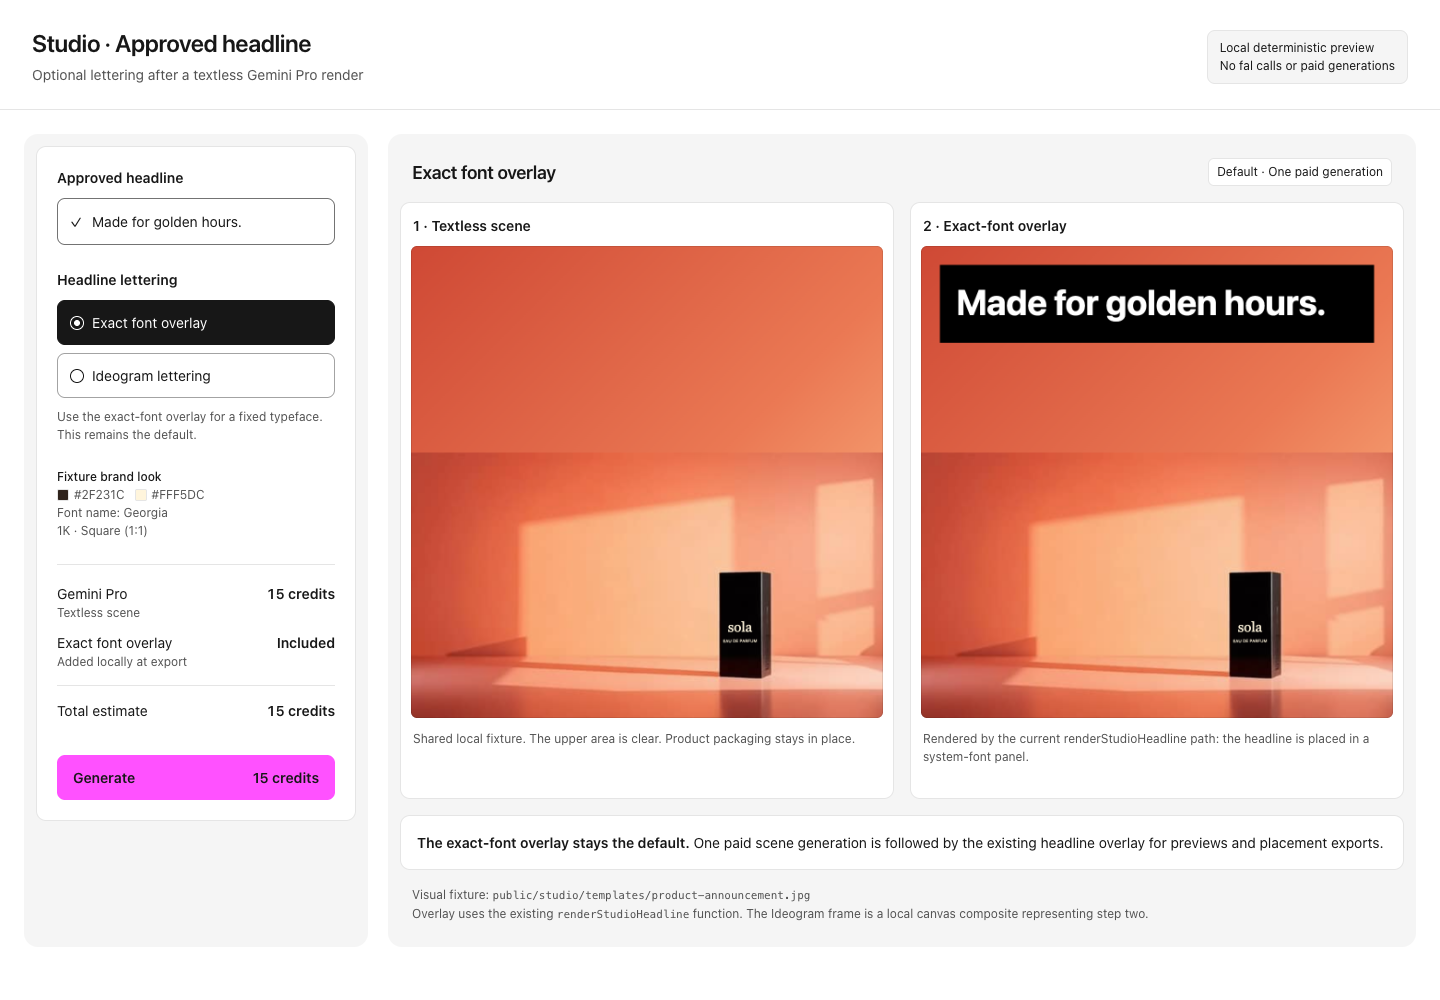 Studio · Approved headline
Optional lettering after a textless Gemini Pro render
Local deterministic preview
No fal calls or paid generations
Approved headline
Made for golden hours.
Headline lettering
Exact font overlay
Ideogram lettering
Use the exact-font overlay for a fixed typeface.
This remains the default.
Fixture brand look
#2F231C #FFF5DC
Font name: Georgia
1K · Square (1:1)
Gemini Pro 15 credits
Textless scene
Exact font overlay Included
Added locally at export
Total estimate 15 credits
Generate 15 credits
Exact font overlay
Default · One paid generation
1 · Textless scene
sola
EAU DE PARFUM
Shared local fixture. The upper area is clear. Product packaging stays in place.
2 · Exact-font overlay
Made for golden hours.
sola
EAU DE PARFUM
Rendered by the current renderStudioHeadline path: the headline is placed in a
system-font panel.
The exact-font overlay stays the default. One paid scene generation is followed by the existing headline overlay for previews and placement exports.
Visual fixture: public/studio/templates/product-announcement.jpg
Overlay uses the existing renderStudioHeadline function. The Ideogram frame is a local canvas composite representing step two.